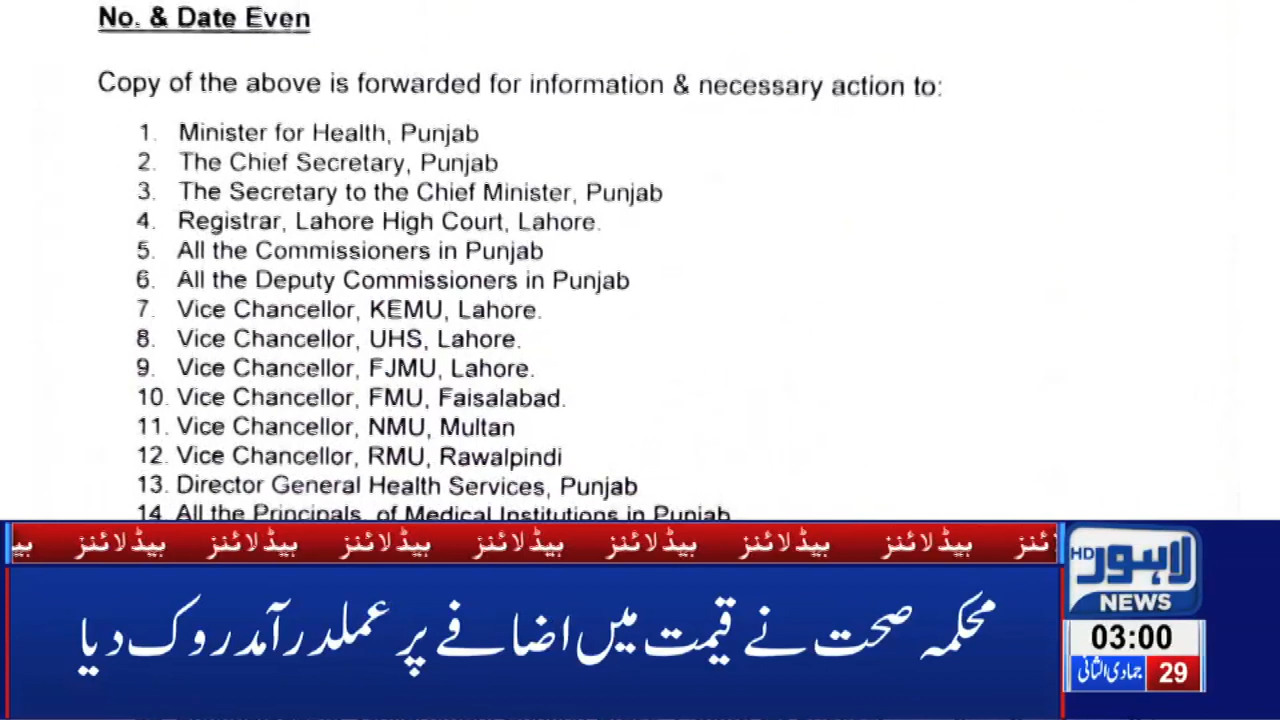 No. & Date Even
Copy of the above is forwarded for information & necessary action to:
1. Minister for Health, Punjab
2. The Chief Secretary, Punjab
3. The Secretary to the Chief Minister, Punjab
4. Registrar, Lahore High Court, Lahore.
5. All the Commissioners in Punjab
6. All the Deputy Commissioners in Punjab
7. Vice Chancellor, KEMU, Lahore.
8. Vice Chancellor, UHS, Lahore.
9. Vice Chancellor, FJMU, Lahore.
10. Vice Chancellor, FMU, Faisalabad.
11. Vice Chancellor, NMU, Multan
12. Vice Chancellor, RMU, Rawalpindi
13. Director General Health Services, Punjab
14. All the Principals, of Medical Institutions in Punjab
ہیڈلائنز ہیڈلائنز ہیڈلائنز ہیڈلائنز ہیڈلائنز ہیڈلائنز ہیڈلائنز
محکمہ صحت نے قیمت میں اضافے پر عملدرآمد روک دیا
لاہور HD
NEWS
03:00
29 جمادی الثانی